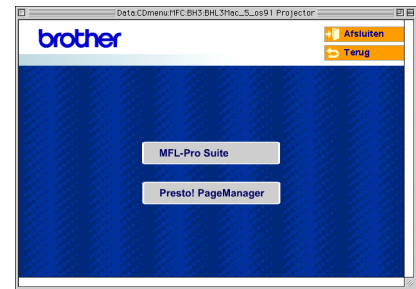 Data:CDmenu:MFC:BH3:BHL3Mac_5_os91 Projector
brother
Afsluiten
Terug
MFL-Pro Suite
Presto! PageManager